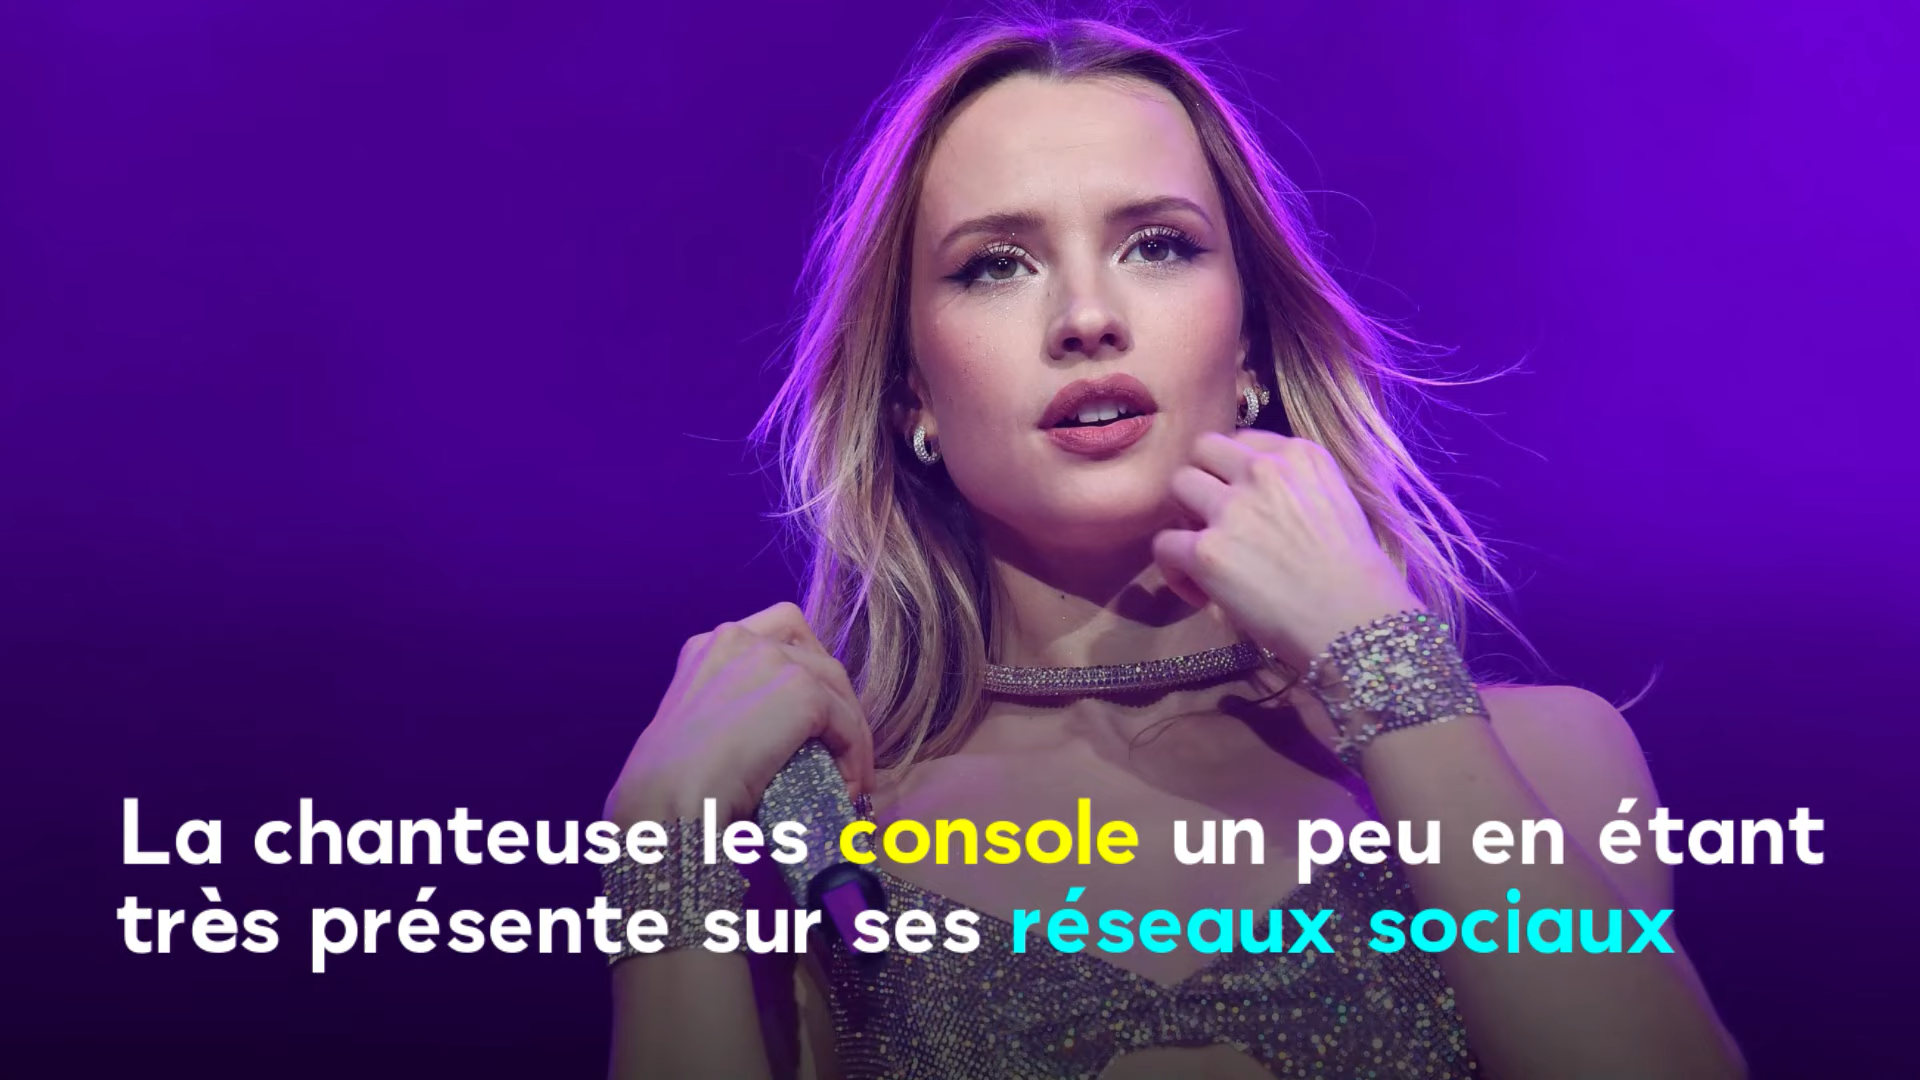 La chanteuse les console un peu en étant
très présente sur ses réseaux sociaux